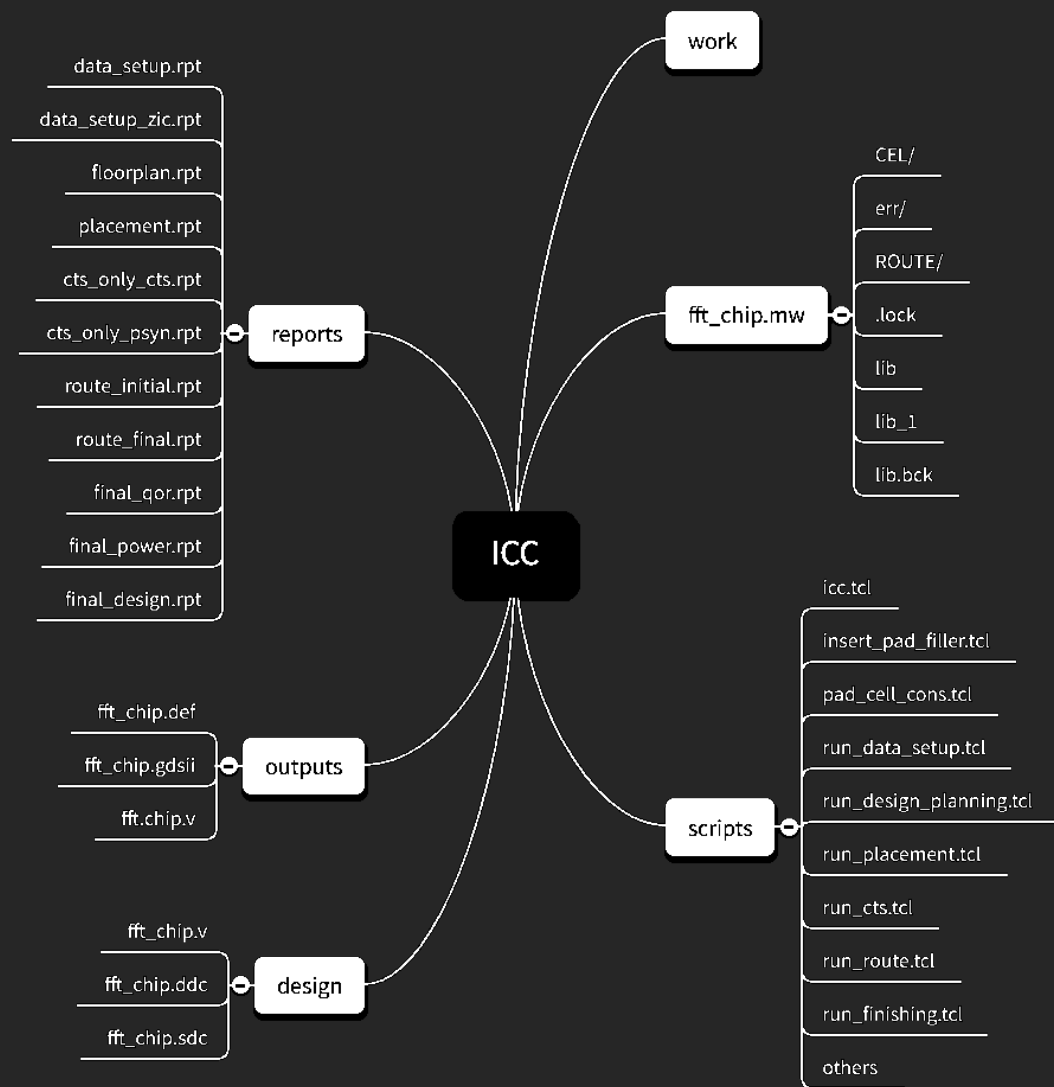 work
data_setup.rpt
data_setup_zic.rpt
floorplan.rpt
placement.rpt
cts_only_cts.rpt
cts_only_psyn.rpt
route_initial.rpt
route_final.rpt
final_qor.rpt
final_power.rpt
final_design.rpt
reports
CEL/
err/
ROUTE/
.lock
lib
lib_1
lib.bck
fft_chip.mw
ICC
fft_chip.def
fft_chip.gdsii
fft.chip.v
outputs
fft_chip.v
fft_chip.ddc
fft_chip.sdc
design
icc.tcl
insert_pad_filler.tcl
pad_cell_cons.tcl
run_data_setup.tcl
run_design_planning.tcl
run_placement.tcl
run_cts.tcl
run_route.tcl
run_finishing.tcl
others
scripts